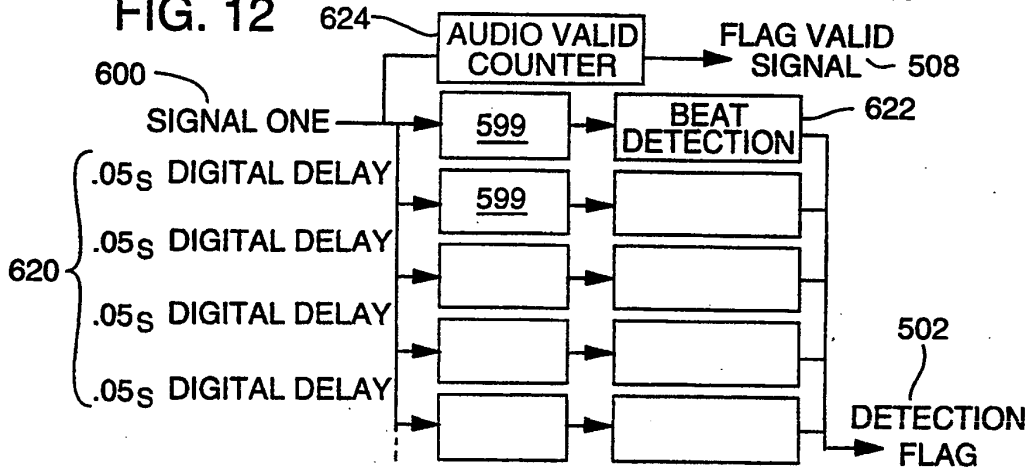 FIG. 12
624
AUDIO VALID
COUNTER
FLAG VALID
SIGNAL
508
600
SIGNAL ONE
599
BEAT
DETECTION
622
.05s DIGITAL DELAY
599
.05s DIGITAL DELAY
620
.05s DIGITAL DELAY
502
.05s DIGITAL DELAY
DETECTION
FLAG